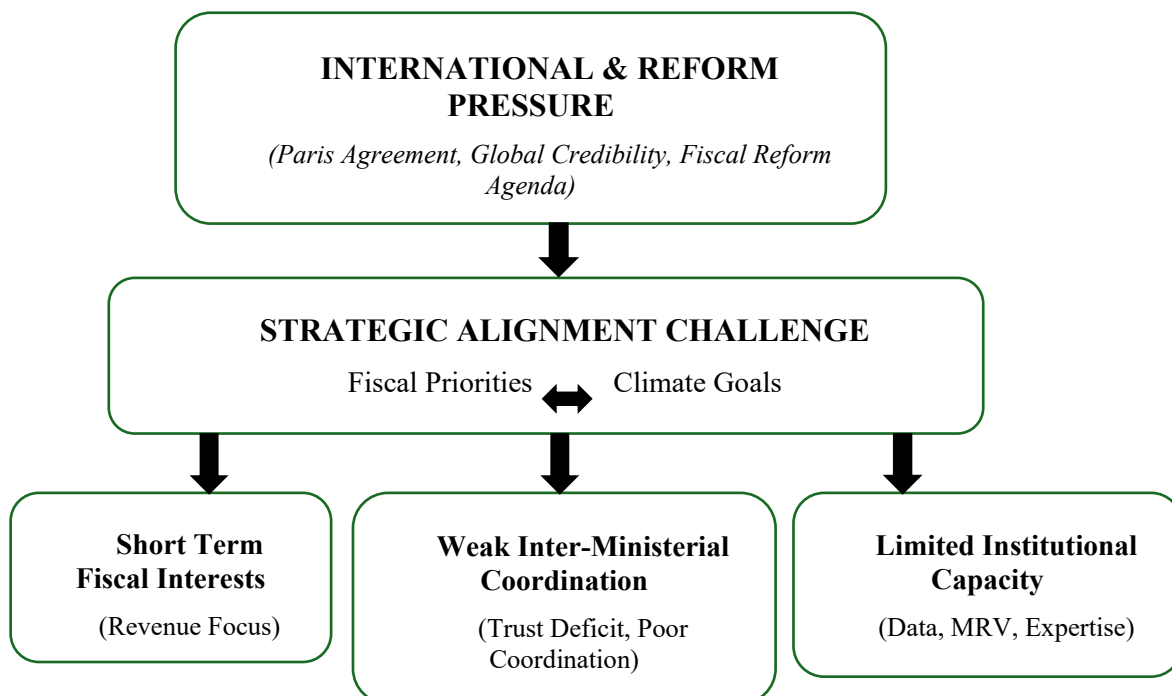 INTERNATIONAL & REFORM
PRESSURE
(Paris Agreement, Global Credibility, Fiscal Reform
Agenda)
STRATEGIC ALIGNMENT CHALLENGE
Fiscal Priorities Climate Goals
Short Term
Fiscal Interests
(Revenue Focus)
Weak Inter-Ministerial
Coordination
(Trust Deficit, Poor
Coordination)
Limited Institutional
Capacity
(Data, MRV, Expertise)